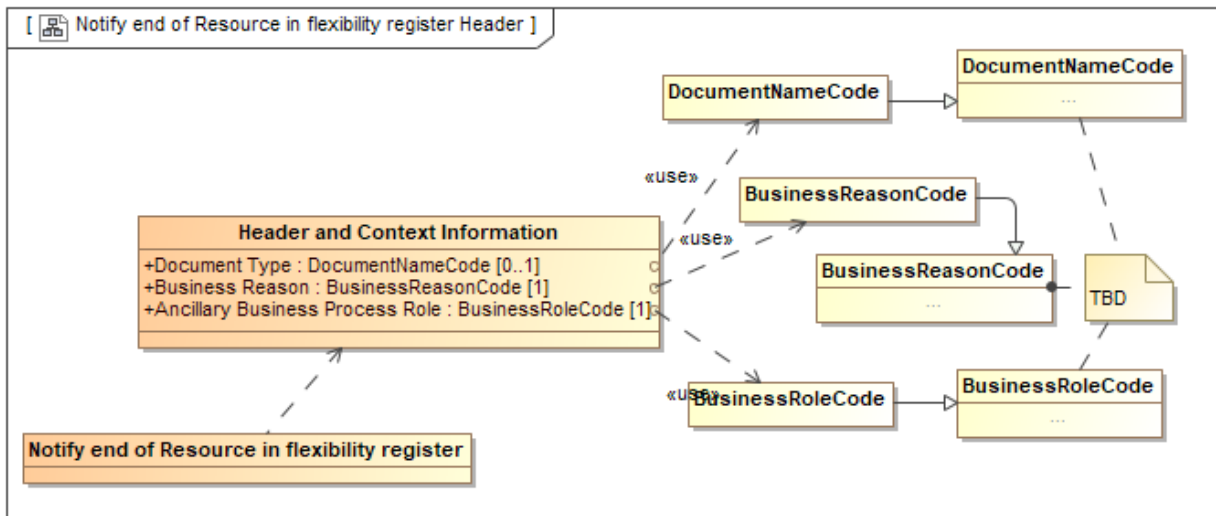 [ Notify end of Resource in flexibility register Header ]
DocumentNameCode
DocumentNameCode
...
«use»
BusinessReasonCode
«use»
Header and Context Information
+Document Type : DocumentNameCode [0..1]
+Business Reason : BusinessReasonCode [1]
+Ancillary Business Process Role : BusinessRoleCode [1]
BusinessReasonCode
...
TBD
«use»
BusinessRoleCode
BusinessRoleCode
...
Notify end of Resource in flexibility register